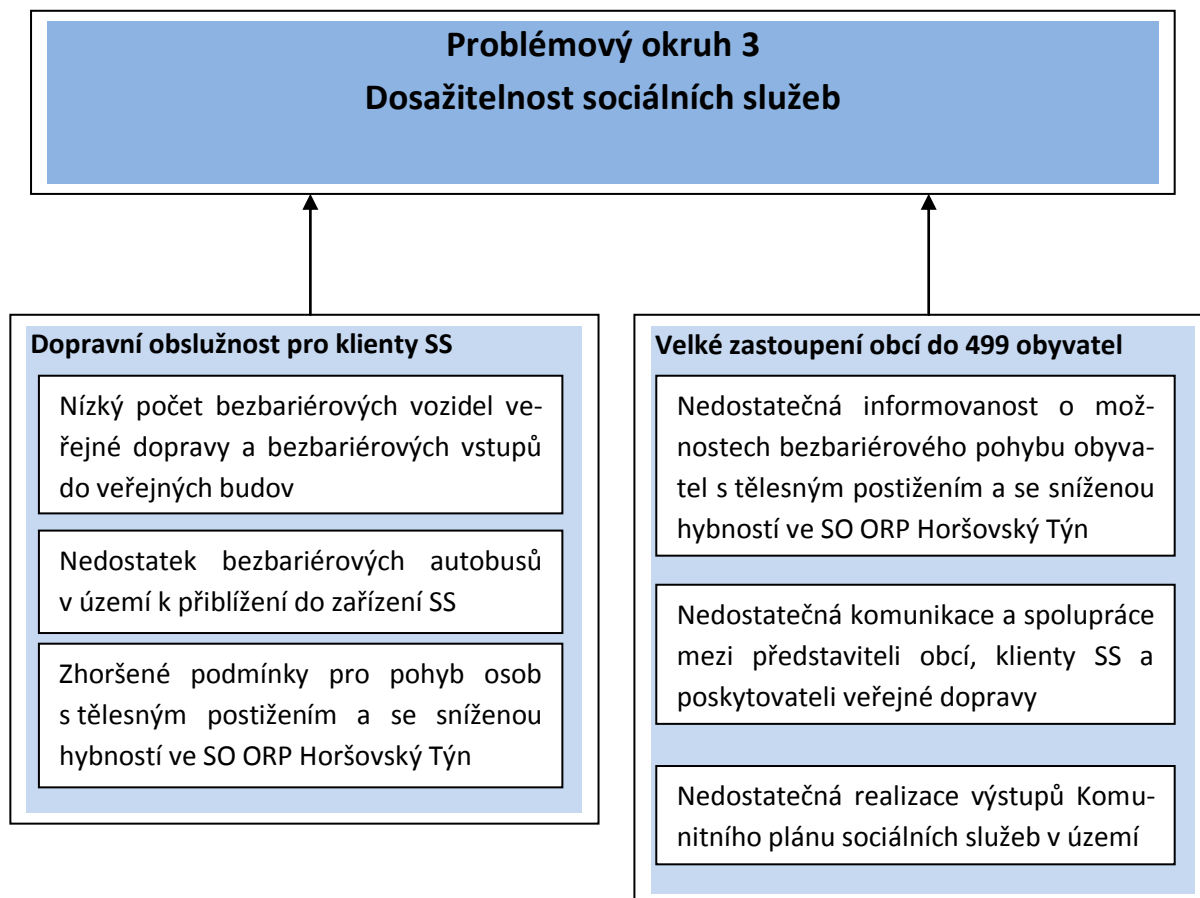 Problémový okruh 3
Dosažitelnost sociálních služeb
Dopravní obslužnost pro klienty SS
Nízký počet bezbariérových vozidel ve-
řejné dopravy a bezbariérových vstupů
do veřejných budov
Nedostatek bezbariérových autobusů
v území k přiblížení do zařízení SS
Zhoršené podmínky pro pohyb osob
s tělesným postižením a se sníženou
hybností ve SO ORP Horšovský Týn
Velké zastoupení obcí do 499 obyvatel
Nedostatečná informovanost o mož-
nostech bezbariérového pohybu obyva-
tel s tělesným postižením a se sníženou
hybností ve SO ORP Horšovský Týn
Nedostatečná komunikace a spolupráce
mezi představiteli obcí, klienty SS a
poskytovateli veřejné dopravy
Nedostatečná realizace výstupů Komu-
nitního plánu sociálních služeb v území